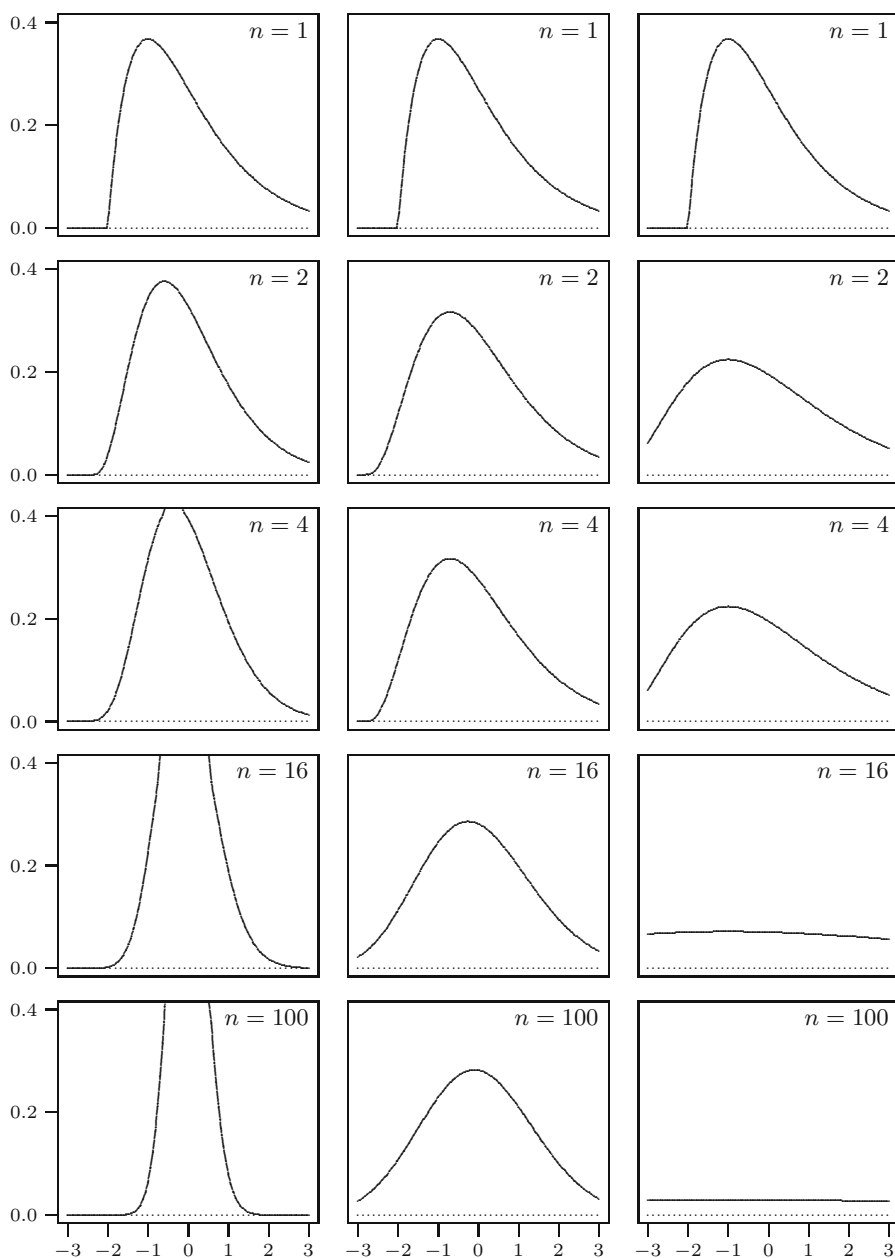 0.4
n = 1
n = 1
n = 1
0.2
0.0
0.4
n = 2
n = 2
n = 2
0.2
0.0
0.4
n = 4
n = 4
n = 4
0.2
0.0
0.4
n = 16
n = 16
n = 16
0.2
0.0
0.4
n = 100
n = 100
n = 100
0.2
0.0
−3 −2 −1 0 1 2 3
−3 −2 −1 0 1 2 3
−3 −2 −1 0 1 2 3